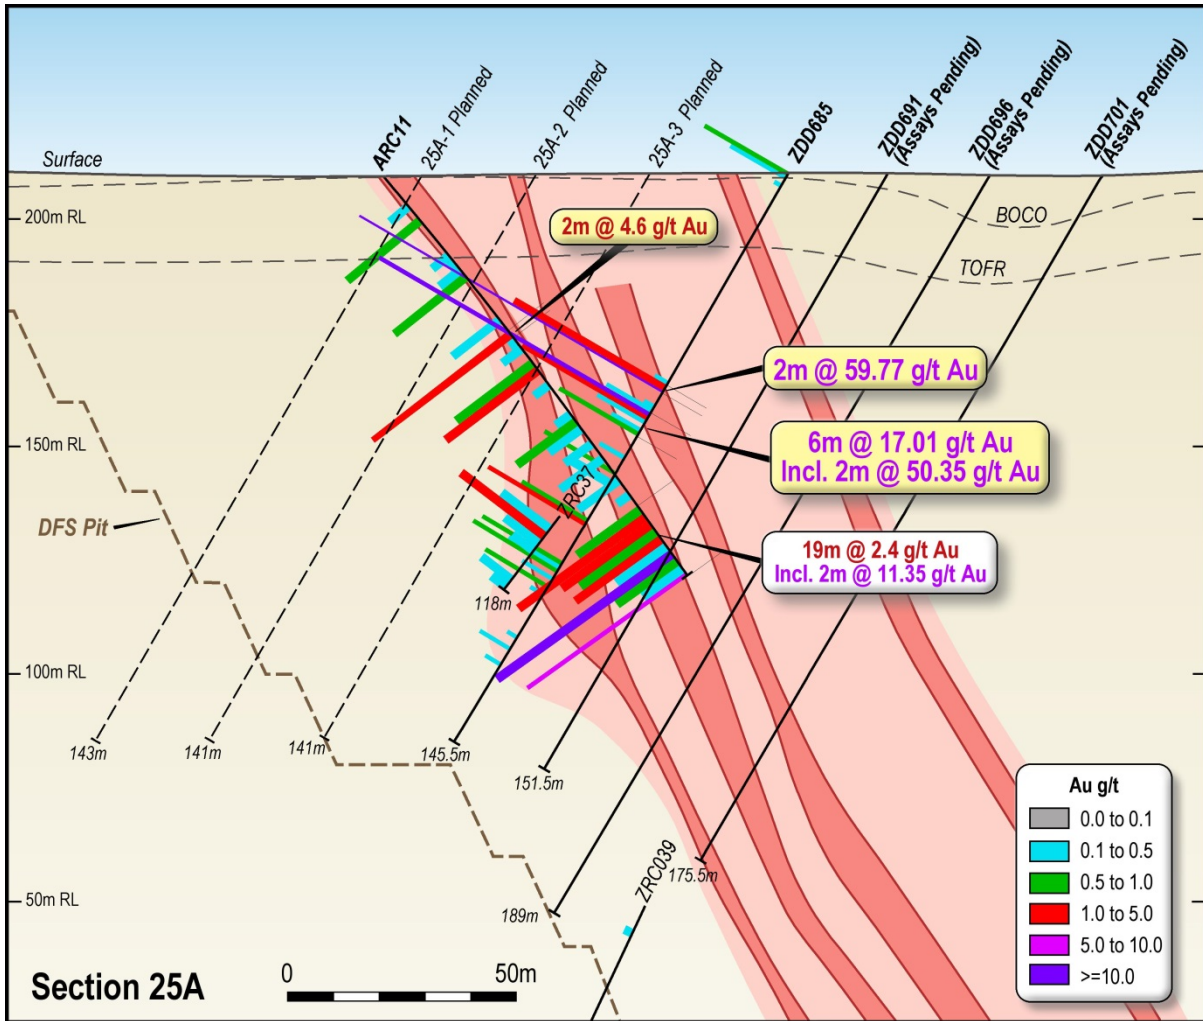 ARC11
25A-1 Planned
25A-2 Planned
25A-3 Planned
ZDD685
ZDD691
(Assays Pending)
ZDD696
(Assays Pending)
ZDD701
(Assays Pending)
Surface
200m RL
BOCO
TOFR
2m @ 4.6 g/t Au
2m @ 59.77 g/t Au
6m @ 17.01 g/t Au
Incl. 2m @ 50.35 g/t Au
150m RL
DFS Pit
ZRC37
19m @ 2.4 g/t Au
Incl. 2m @ 11.35 g/t Au
118m
100m RL
143m
141m
141m
145.5m
151.5m
175.5m
189m
ZRC039
50m RL
Section 25A
0
50m
Au g/t
0.0 to 0.1
0.1 to 0.5
0.5 to 1.0
1.0 to 5.0
5.0 to 10.0
>=10.0